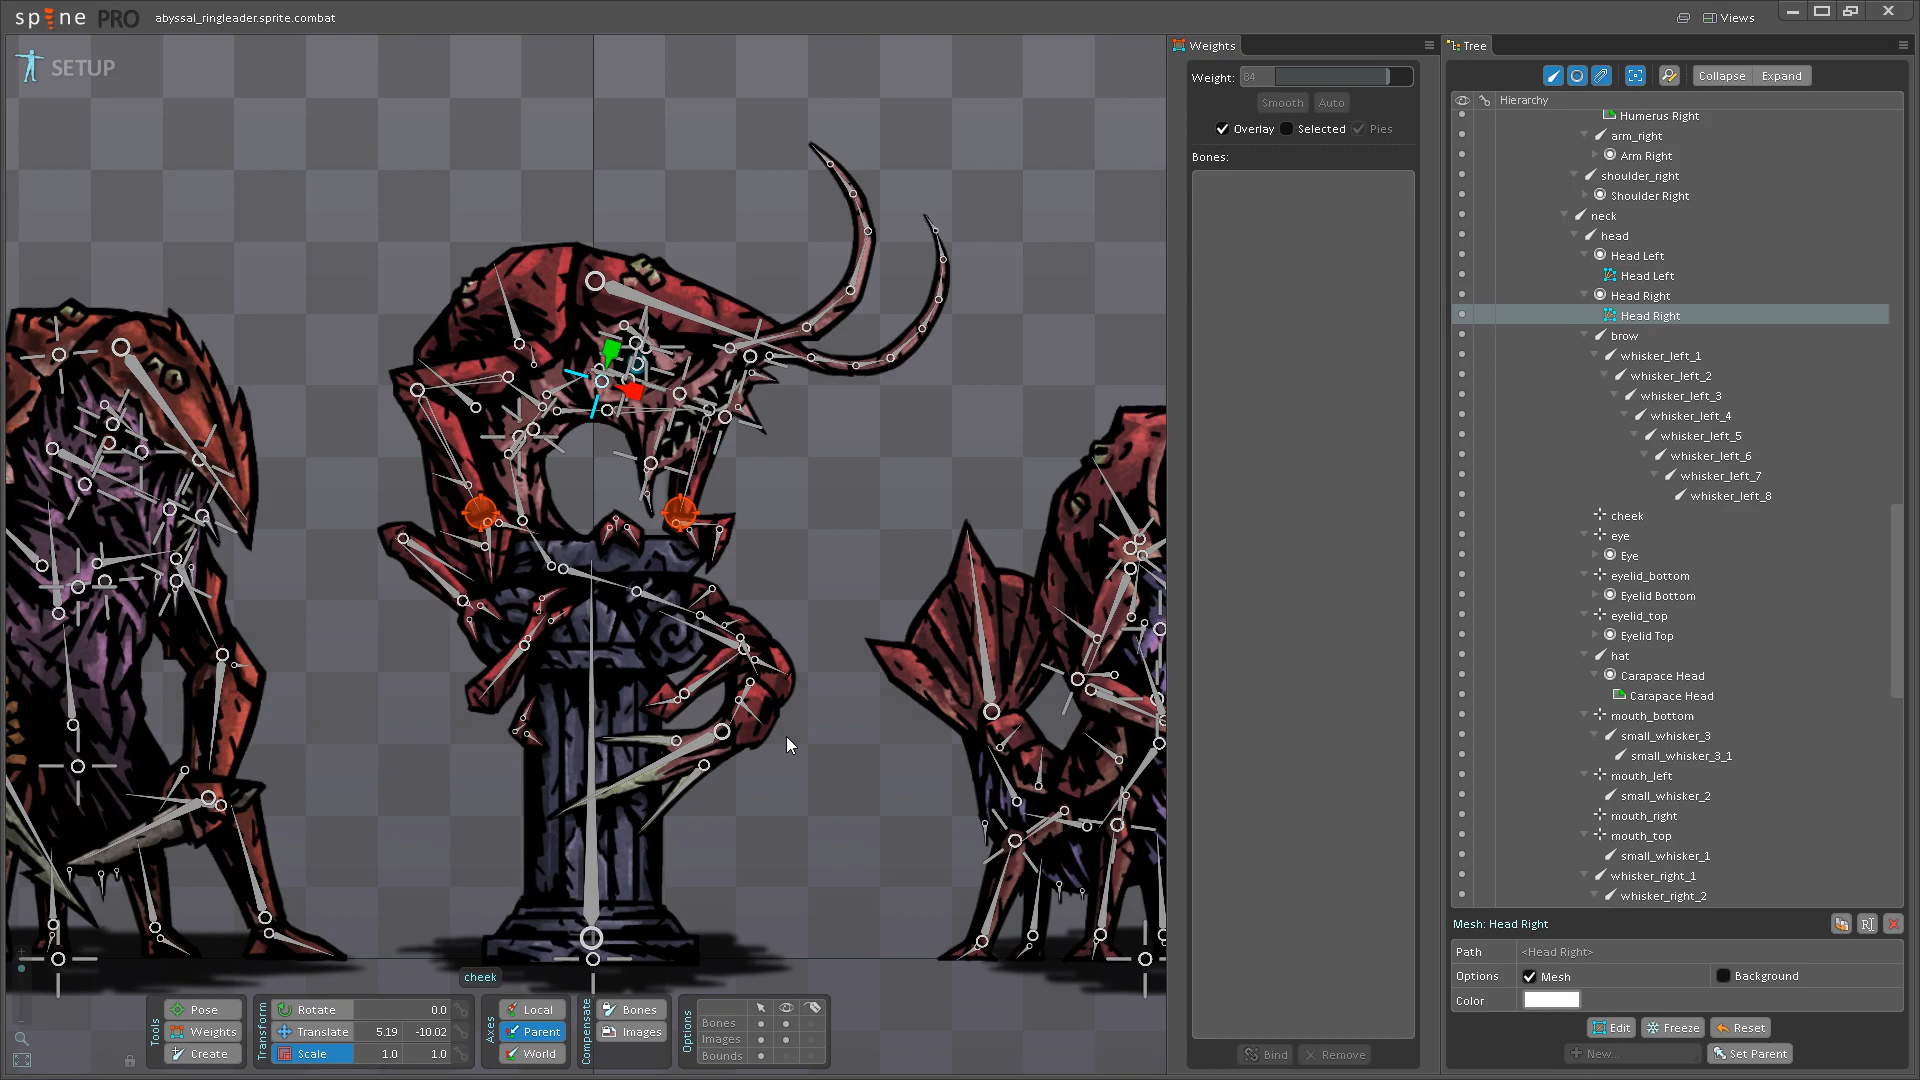 spine PRO
abyssal_ringleader.sprite.combat
Views
SETUP
cheek
Tools
Pose
Weights
Create
Transform
Rotate 0.0
Translate 5.19 -10.02
Scale 1.0 1.0
Axes
Local
Parent
World
Compensate
Bones
Images
Options
Bones
Images
Bounds
Weights
Weight: 84
Smooth Auto
Overlay Selected Pies
Bones:
Bind Remove
Tree
Collapse Expand
Hierarchy
Humerus Right
arm_right
Arm Right
shoulder_right
Shoulder Right
neck
head
Head Left
Head Left
Head Right
Head Right
brow
whisker_left_1
whisker_left_2
whisker_left_3
whisker_left_4
whisker_left_5
whisker_left_6
whisker_left_7
whisker_left_8
cheek
eye
Eye
eyelid_bottom
Eyelid Bottom
eyelid_top
Eyelid Top
hat
Carapace Head
Carapace Head
mouth_bottom
small_whisker_3
small_whisker_3_1
mouth_left
small_whisker_2
mouth_right
mouth_top
small_whisker_1
whisker_right_1
whisker_right_2
Mesh: Head Right
Path <Head Right>
Options Mesh Background
Color
Edit Freeze Reset
New... Set Parent